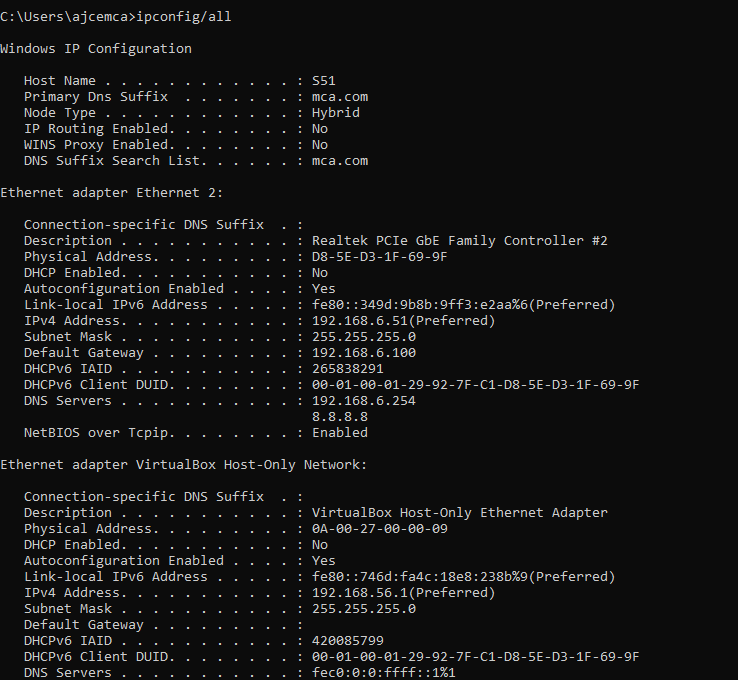 C:\Users\ajcemca>ipconfig/all
Windows IP Configuration
Host Name . . . . . . . . . . . . : S51
Primary Dns Suffix  . . . . . . . : mca.com
Node Type . . . . . . . . . . . . : Hybrid
IP Routing Enabled. . . . . . . . : No
WINS Proxy Enabled. . . . . . . . : No
DNS Suffix Search List. . . . . . : mca.com
Ethernet adapter Ethernet 2:
Connection-specific DNS Suffix  . :
Description . . . . . . . . . . . : Realtek PCIe GbE Family Controller #2
Physical Address. . . . . . . . . : D8-5E-D3-1F-69-9F
DHCP Enabled. . . . . . . . . . . : No
Autoconfiguration Enabled . . . . : Yes
Link-local IPv6 Address . . . . . : fe80::349d:9b8b:9ff3:e2aa%6(Preferred)
IPv4 Address. . . . . . . . . . . : 192.168.6.51(Preferred)
Subnet Mask . . . . . . . . . . . : 255.255.255.0
Default Gateway . . . . . . . . . : 192.168.6.100
DHCPv6 IAID . . . . . . . . . . . : 265838291
DHCPv6 Client DUID. . . . . . . . : 00-01-00-01-29-92-7F-C1-D8-5E-D3-1F-69-9F
DNS Servers . . . . . . . . . . . : 192.168.6.254
8.8.8.8
NetBIOS over Tcpip. . . . . . . . : Enabled
Ethernet adapter VirtualBox Host-Only Network:
Connection-specific DNS Suffix  . :
Description . . . . . . . . . . . : VirtualBox Host-Only Ethernet Adapter
Physical Address. . . . . . . . . : 0A-00-27-00-00-09
DHCP Enabled. . . . . . . . . . . : No
Autoconfiguration Enabled . . . . : Yes
Link-local IPv6 Address . . . . . : fe80::746d:fa4c:18e8:238b%9(Preferred)
IPv4 Address. . . . . . . . . . . : 192.168.56.1(Preferred)
Subnet Mask . . . . . . . . . . . : 255.255.255.0
Default Gateway . . . . . . . . . :
DHCPv6 IAID . . . . . . . . . . . : 420085799
DHCPv6 Client DUID. . . . . . . . : 00-01-00-01-29-92-7F-C1-D8-5E-D3-1F-69-9F
DNS Servers . . . . . . . . . . . : fec0:0:0:ffff::1%1